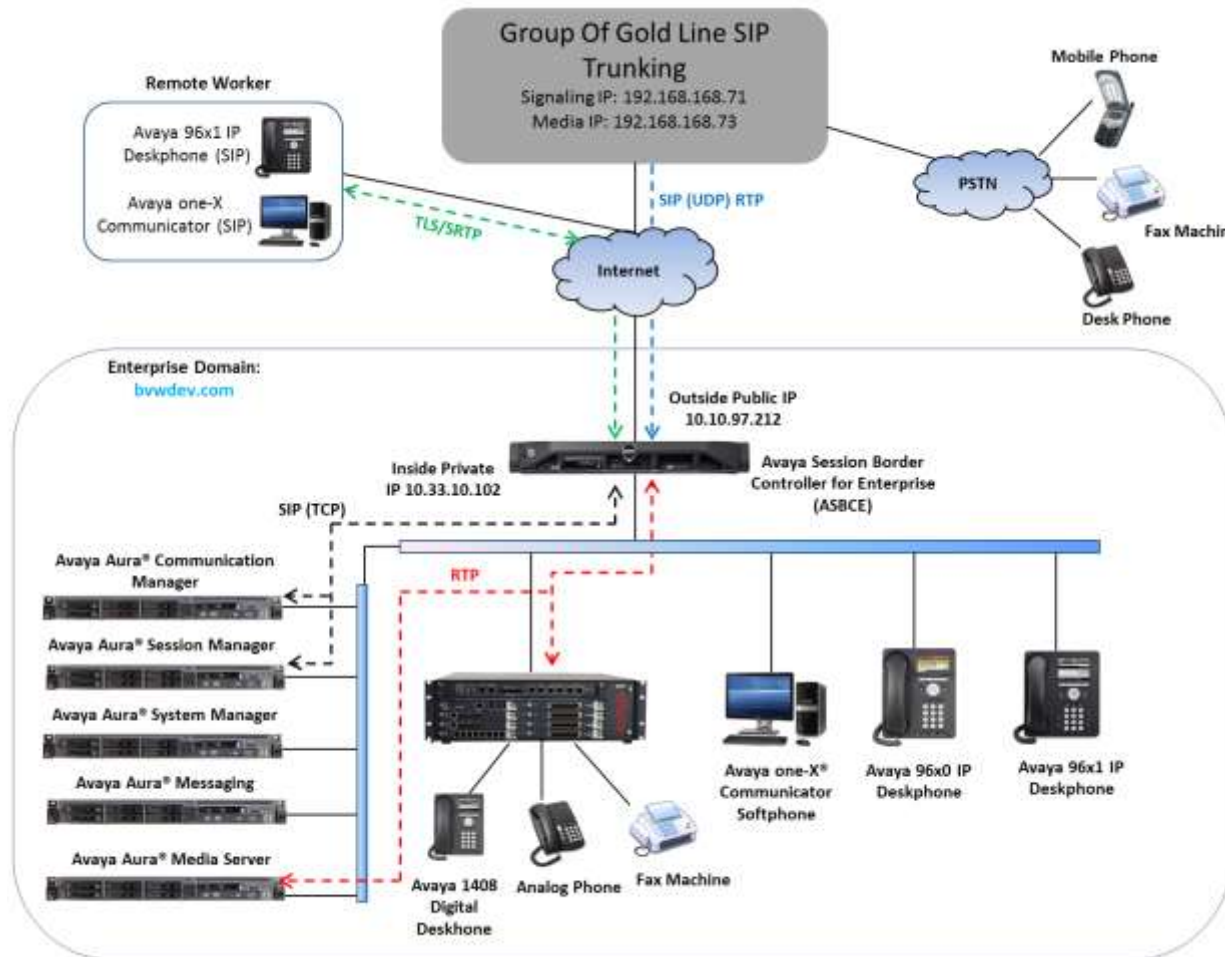 Group Of Gold Line SIP
Trunking
Signaling IP: 192.168.168.71
Media IP: 192.168.168.73
Remote Worker
Avaya 96x1 IP
Deskphone (SIP)
Avaya one-X
Communicator (SIP)
TLS/SRTP
SIP (UDP) RTP
Internet
Mobile Phone
PSTN
Fax Machin
Desk Phone
Enterprise Domain:
bvwdev.com
Outside Public IP
10.10.97.212
Inside Private
IP 10.33.10.102
Avaya Session Border
Controller for Enterprise
(ASBCE)
SIP (TCP)
RTP
Avaya Aura® Communication
Manager
Avaya Aura® Session Manager
Avaya Aura® System Manager
Avaya Aura® Messaging
Avaya Aura® Media Server
Avaya 1408
Digital
Deskhone
Analog Phone
Fax Machine
Avaya one-X®
Communicator
Softphone
Avaya 96x0 IP
Deskphone
Avaya 96x1 IP
Deskphone